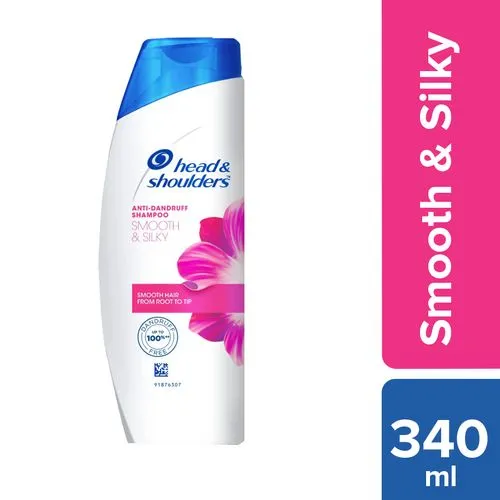 head&
shoulders
ANTI-DANDRUFF
SHAMPOO
SMOOTH
& SILKY
SMOOTH HAIR
FROM ROOT TO TIP
DANDRUFF
UP TO
100%**
FREE
91876507
Smooth & Silky
340
ml